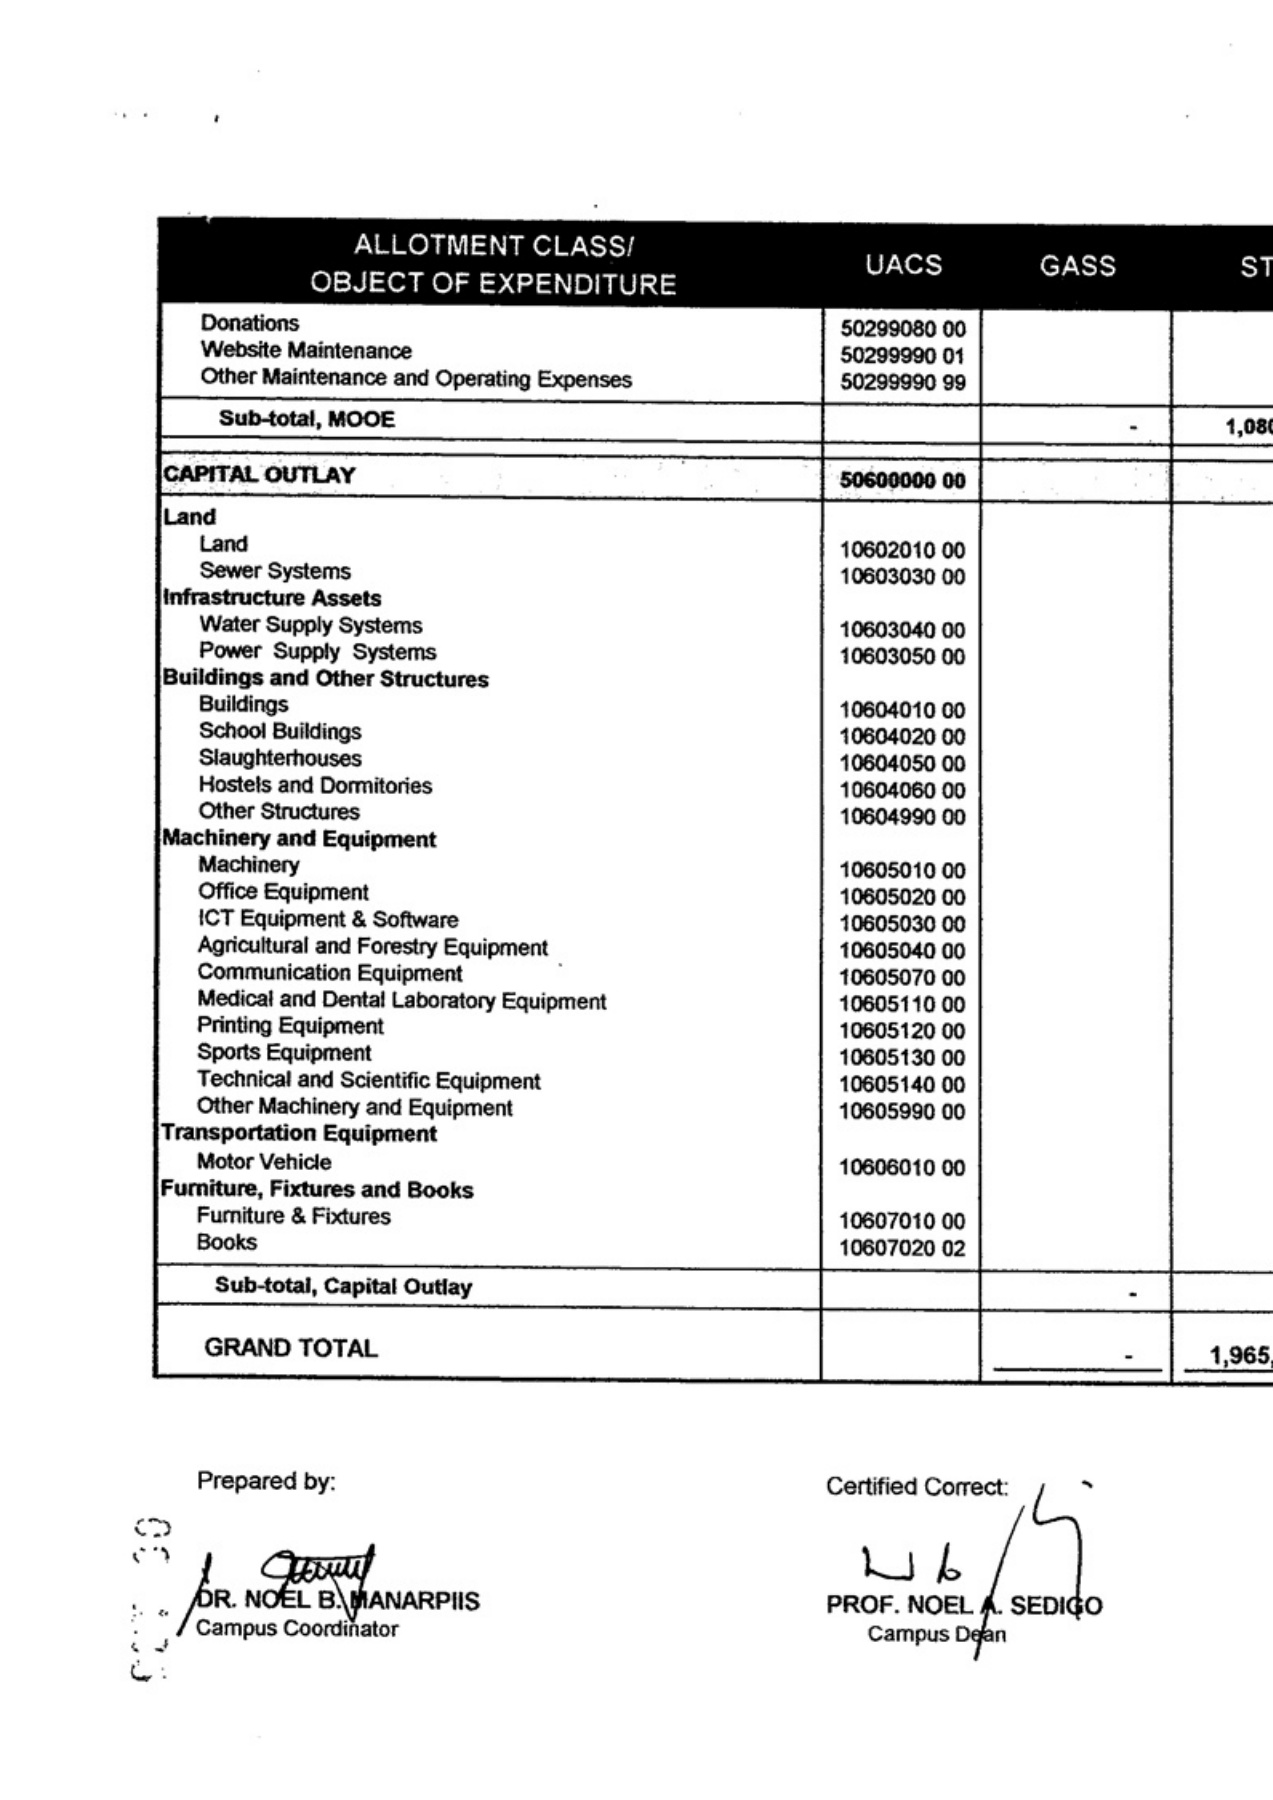 ALLOTMENT CLASS/
OBJECT OF EXPENDITURE UACS GASS ST
Donations 50299080 00
Website Maintenance 50299990 01
Other Maintenance and Operating Expenses 50299990 99
Sub-total, MOOE - 1,080
CAPITAL OUTLAY 50600000 00
Land
Land 10602010 00
Sewer Systems 10603030 00
Infrastructure Assets
Water Supply Systems 10603040 00
Power Supply Systems 10603050 00
Buildings and Other Structures
Buildings 10604010 00
School Buildings 10604020 00
Slaughterhouses 10604050 00
Hostels and Dormitories 10604060 00
Other Structures 10604990 00
Machinery and Equipment
Machinery 10605010 00
Office Equipment 10605020 00
ICT Equipment & Software 10605030 00
Agricultural and Forestry Equipment 10605040 00
Communication Equipment 10605070 00
Medical and Dental Laboratory Equipment 10605110 00
Printing Equipment 10605120 00
Sports Equipment 10605130 00
Technical and Scientific Equipment 10605140 00
Other Machinery and Equipment 10605990 00
Transportation Equipment
Motor Vehicle 10606010 00
Furniture, Fixtures and Books
Furniture & Fixtures 10607010 00
Books 10607020 02
Sub-total, Capital Outlay -
GRAND TOTAL - 1,965,
Prepared by: Certified Correct:
DR. NOEL B. MANARPIIS PROF. NOEL A. SEDIGO
Campus Coordinator Campus Dean